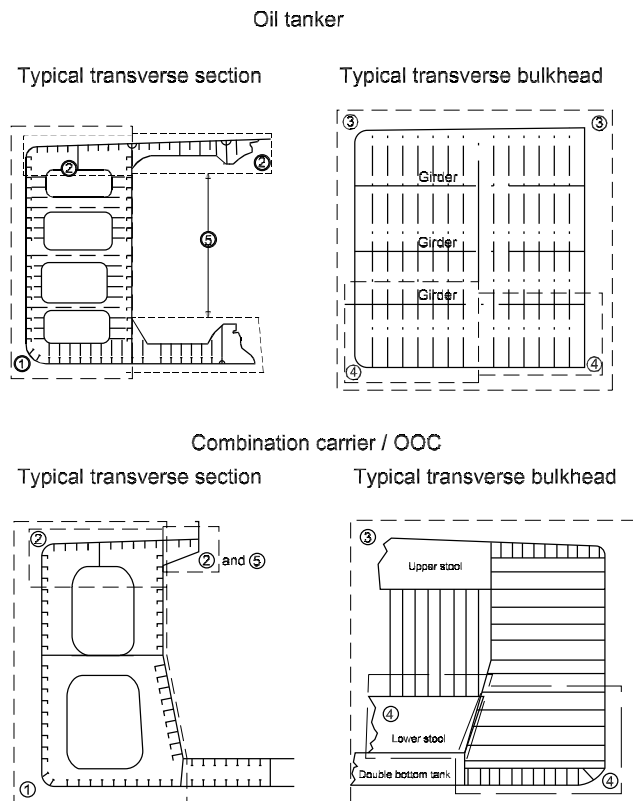 Oil tanker
Typical transverse section
Typical transverse bulkhead
③
③
②
②
Girder
⑤
Girder
Girder
①
④
④
Combination carrier / OOC
Typical transverse section
Typical transverse bulkhead
②
② and ⑤
③
Upper stool
④
Lower stool
Double bottom tank
①
④